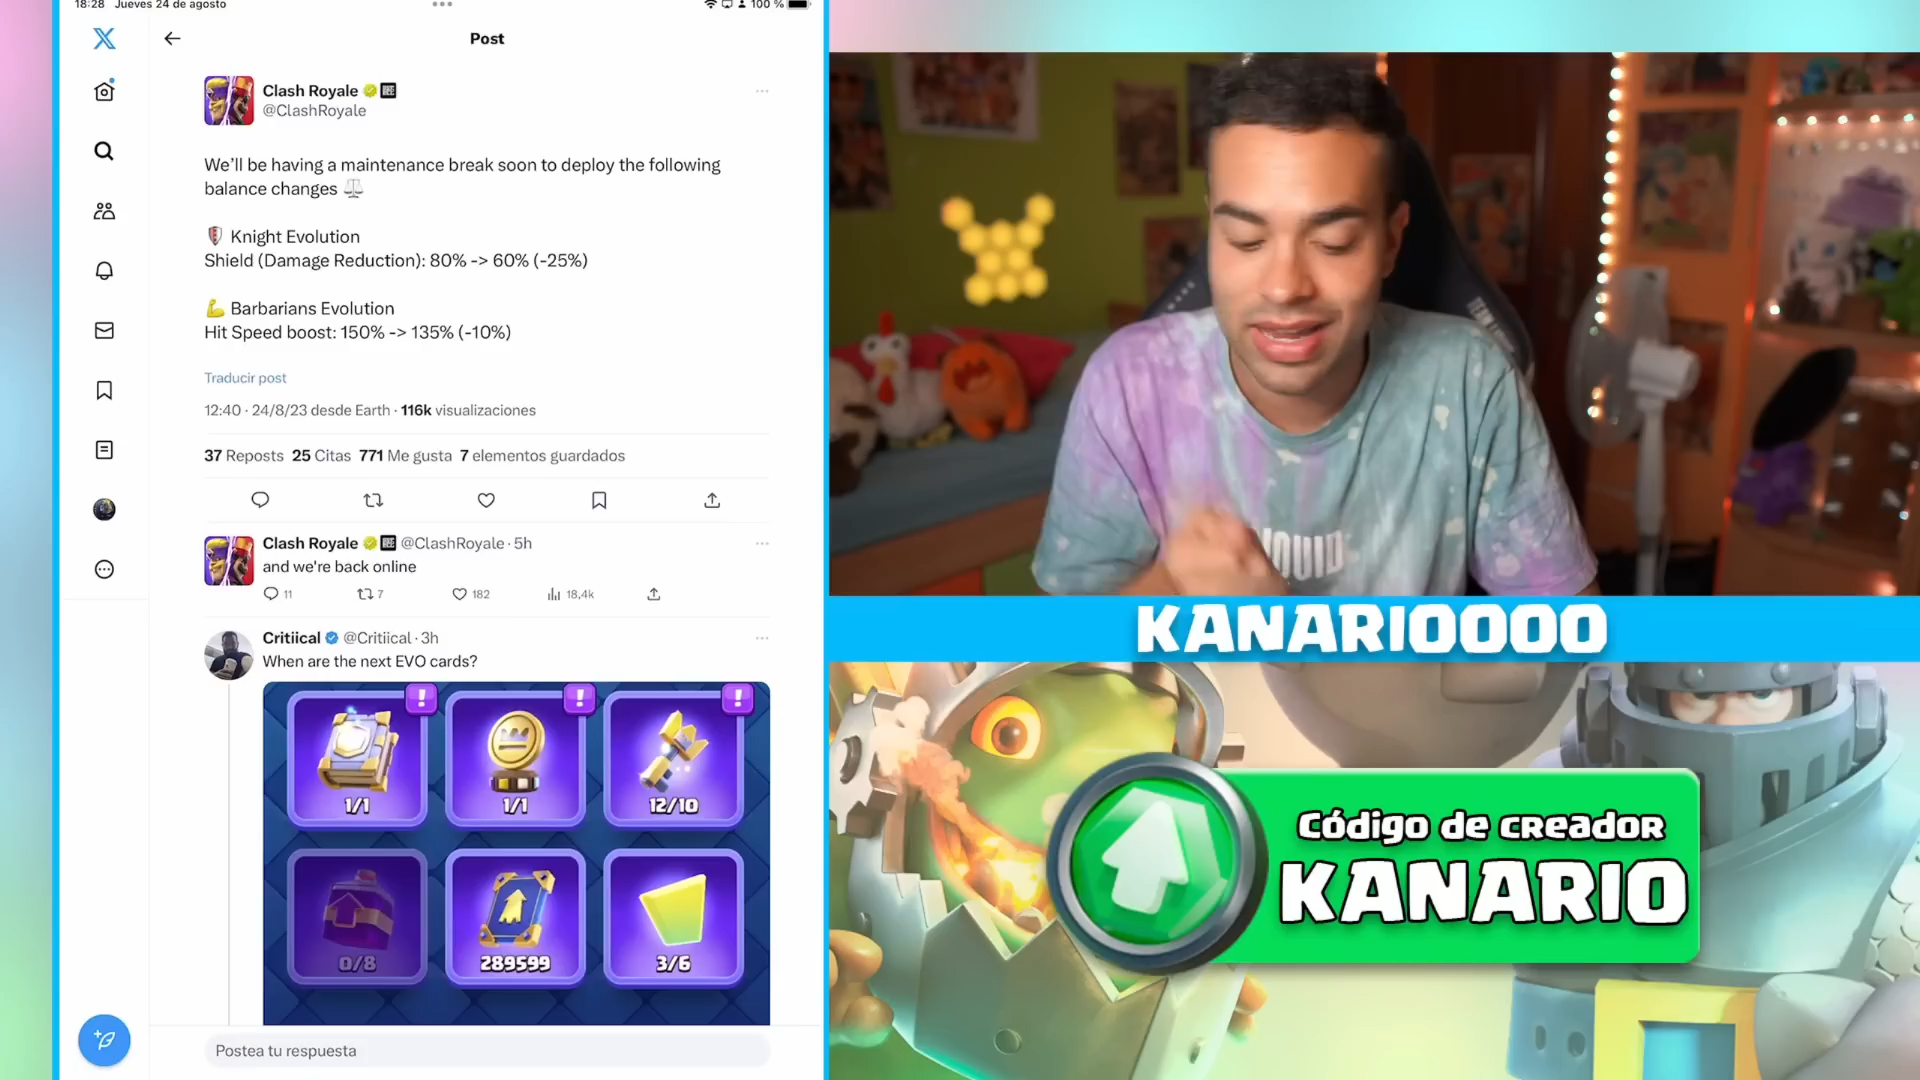 18:28 Jueves 24 de agosto
100 %
Post
Clash Royale
@ClashRoyale
We'll be having a maintenance break soon to deploy the following
balance changes
Knight Evolution
Shield (Damage Reduction): 80% -> 60% (-25%)
Barbarians Evolution
Hit Speed boost: 150% -> 135% (-10%)
Traducir post
12:40 · 24/8/23 desde Earth · 116k visualizaciones
37 Reposts 25 Citas 771 Me gusta 7 elementos guardados
Clash Royale @ClashRoyale · 5h
and we're back online
11 7 182 18,4k
Critiical @Critiical · 3h
When are the next EVO cards?
! ! !
1/1 1/1 12/10
0/8 289599 3/6
Postea tu respuesta
KANARIOOOO
Código de creador
KANARIO